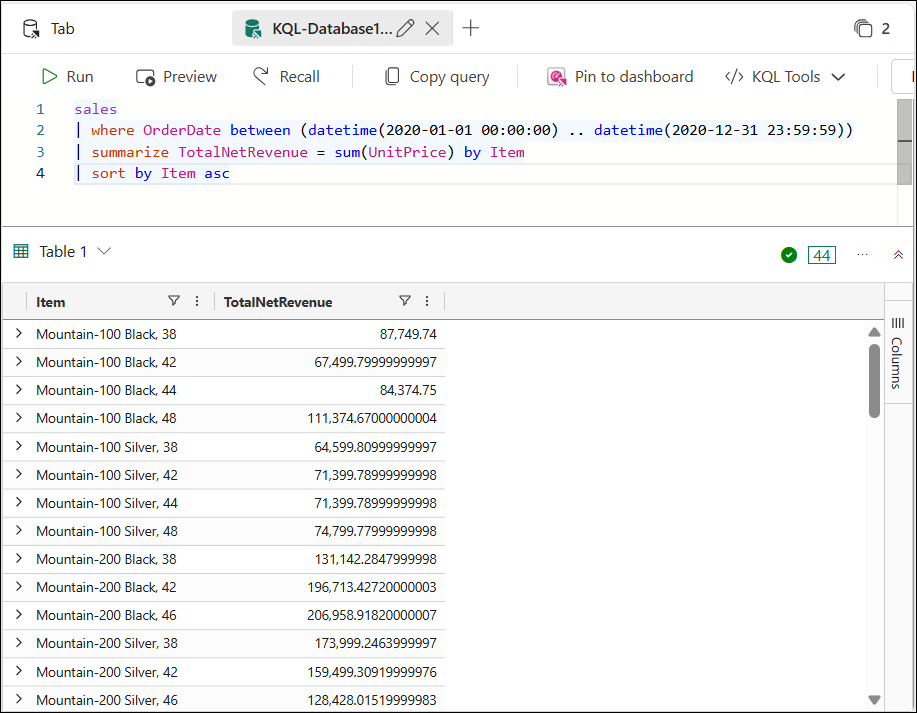 Tab KQL-Database1... 2
Run Preview Recall Copy query Pin to dashboard </> KQL Tools
1 sales
2 | where OrderDate between (datetime(2020-01-01 00:00:00) .. datetime(2020-12-31 23:59:59))
3 | summarize TotalNetRevenue = sum(UnitPrice) by Item
4 | sort by Item asc
Table 1 44 ...
Item TotalNetRevenue
Mountain-100 Black, 38 87,749.74
Mountain-100 Black, 42 67,499.79999999997
Mountain-100 Black, 44 84,374.75
Mountain-100 Black, 48 111,374.67000000004
Mountain-100 Silver, 38 64,599.80999999997
Mountain-100 Silver, 42 71,399.78999999998
Mountain-100 Silver, 44 71,399.78999999998
Mountain-100 Silver, 48 74,799.77999999998
Mountain-200 Black, 38 131,142.2847999998
Mountain-200 Black, 42 196,713.42720000003
Mountain-200 Black, 46 206,958.91820000007
Mountain-200 Silver, 38 173,999.2463999997
Mountain-200 Silver, 42 159,499.30919999976
Mountain-200 Silver, 46 128,428.01519999983
Columns